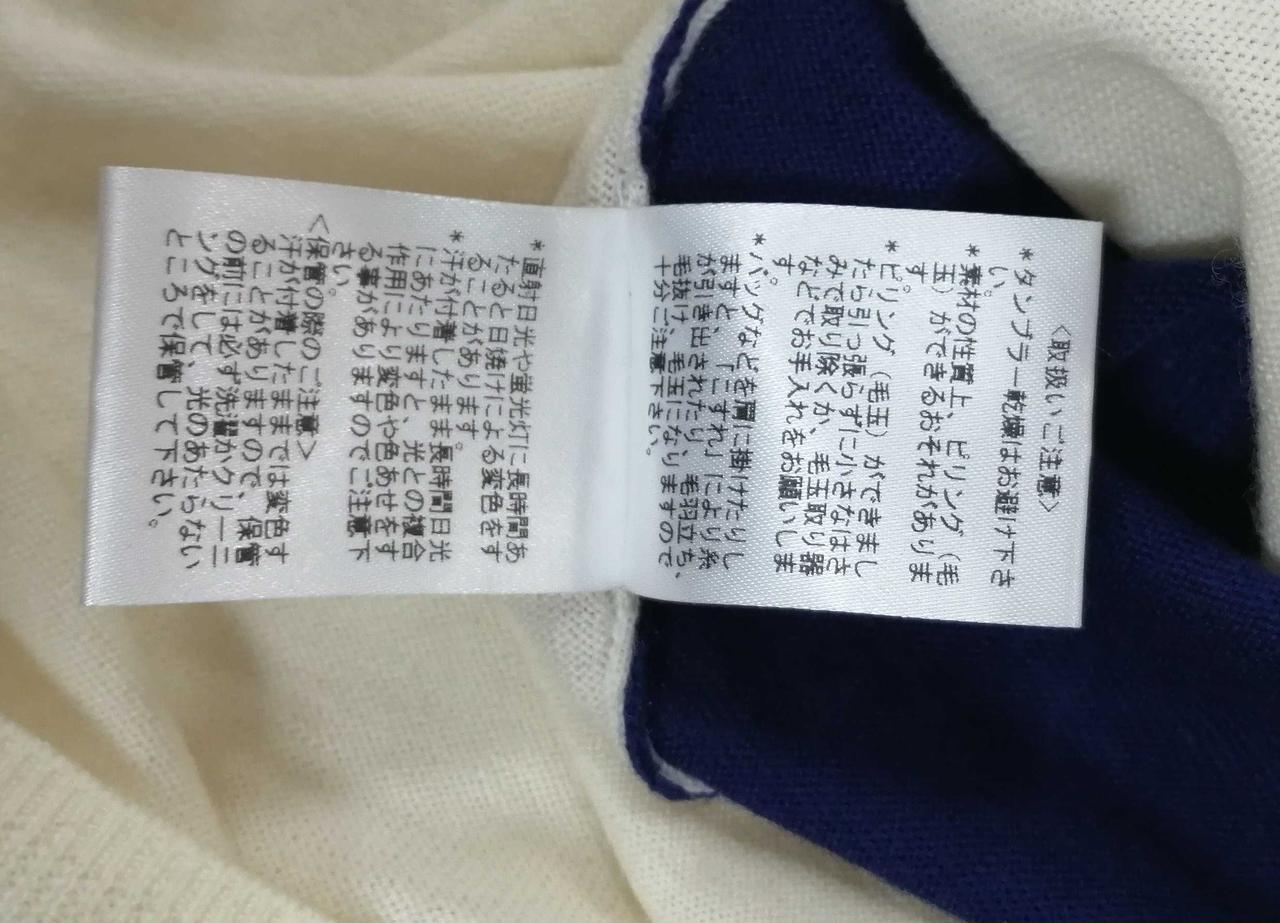 <取扱いご注意>
*タンブラー乾燥はお避け下さ
い。
*素材の性質上、ピリング(毛
玉)ができるおそれがありま
す。
*ピリング(毛玉)ができまし
たら引っ張らずに小さなはさ
みで取り除くか、毛玉取り器
などでお手入れをお願いしま
す。
*バッグなどを肩に掛けたりし
ますと、「こすれ」により糸
が引き出されたり、毛羽立ち、
毛抜け、毛玉になりますので
十分ご注意下さい。
*直射日光や蛍光灯に長時間あ
たると日焼けによる変色をす
ることがあります。
*汗が付着したまま長時間日光
にあたりますと、光との複合
作用により変色や色あせをす
る事がありますのでご注意下
さい。
<保管の際のご注意>
汗が付着したままでは変色す
ることがありますので、保管
の前には必ず洗濯かクリーニ
ングをして、光のあたらない
ところで保管して下さい。